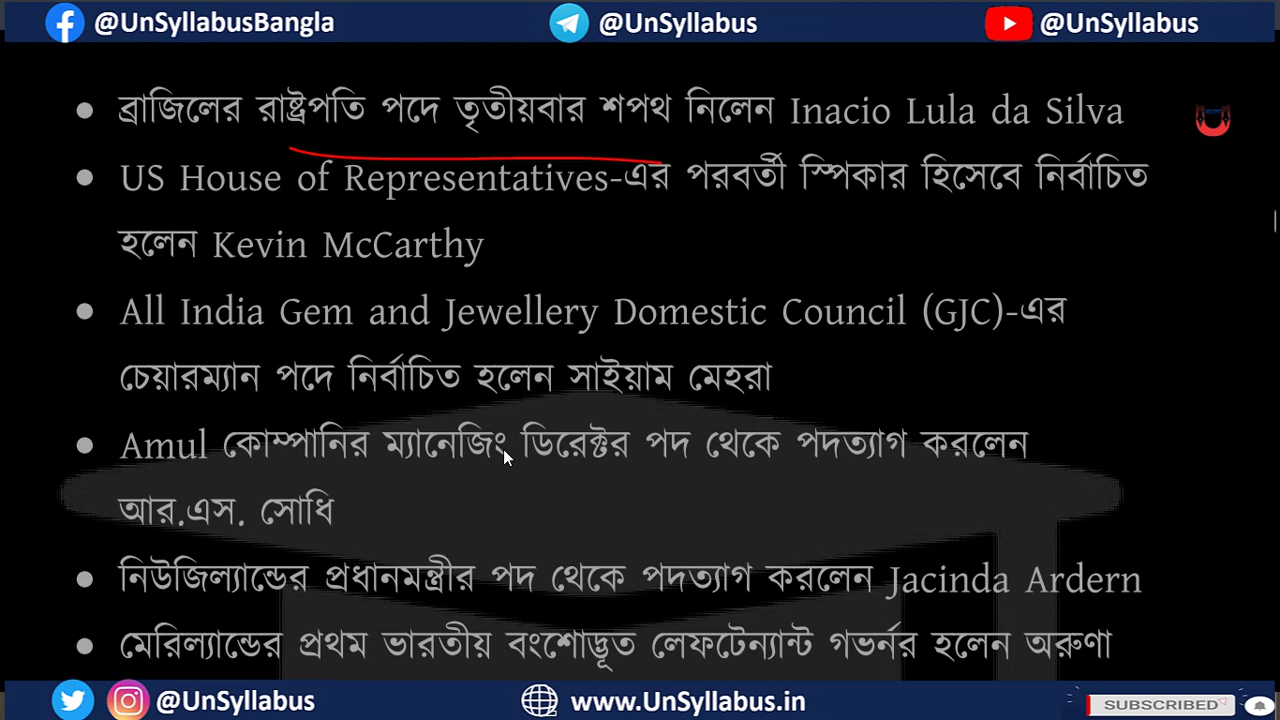 @UnSyllabusBangla @UnSyllabus @UnSyllabus
● ব্রাজিলের রাষ্ট্রপতি পদে তৃতীয়বার শপথ নিলেন Inacio Lula da Silva
● US House of Representatives-এর পরবর্তী স্পিকার হিসেবে নির্বাচিত
হলেন Kevin McCarthy
● All India Gem and Jewellery Domestic Council (GJC)-এর
চেয়ারম্যান পদে নির্বাচিত হলেন সাইয়াম মেহরা
● Amul কোম্পানির ম্যানেজিং ডিরেক্টর পদ থেকে পদত্যাগ করলেন
আর.এস. সোধি
● নিউজিল্যান্ডের প্রধানমন্ত্রীর পদ থেকে পদত্যাগ করলেন Jacinda Ardern
● মেরিল্যান্ডের প্রথম ভারতীয় বংশোদ্ভূত লেফটেন্যান্ট গভর্নর হলেন অরুণা
@UnSyllabus www.UnSyllabus.in SUBSCRIBED